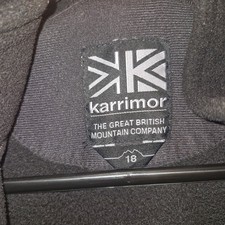 karrimor
THE GREAT BRITISH
MOUNTAIN COMPANY
18